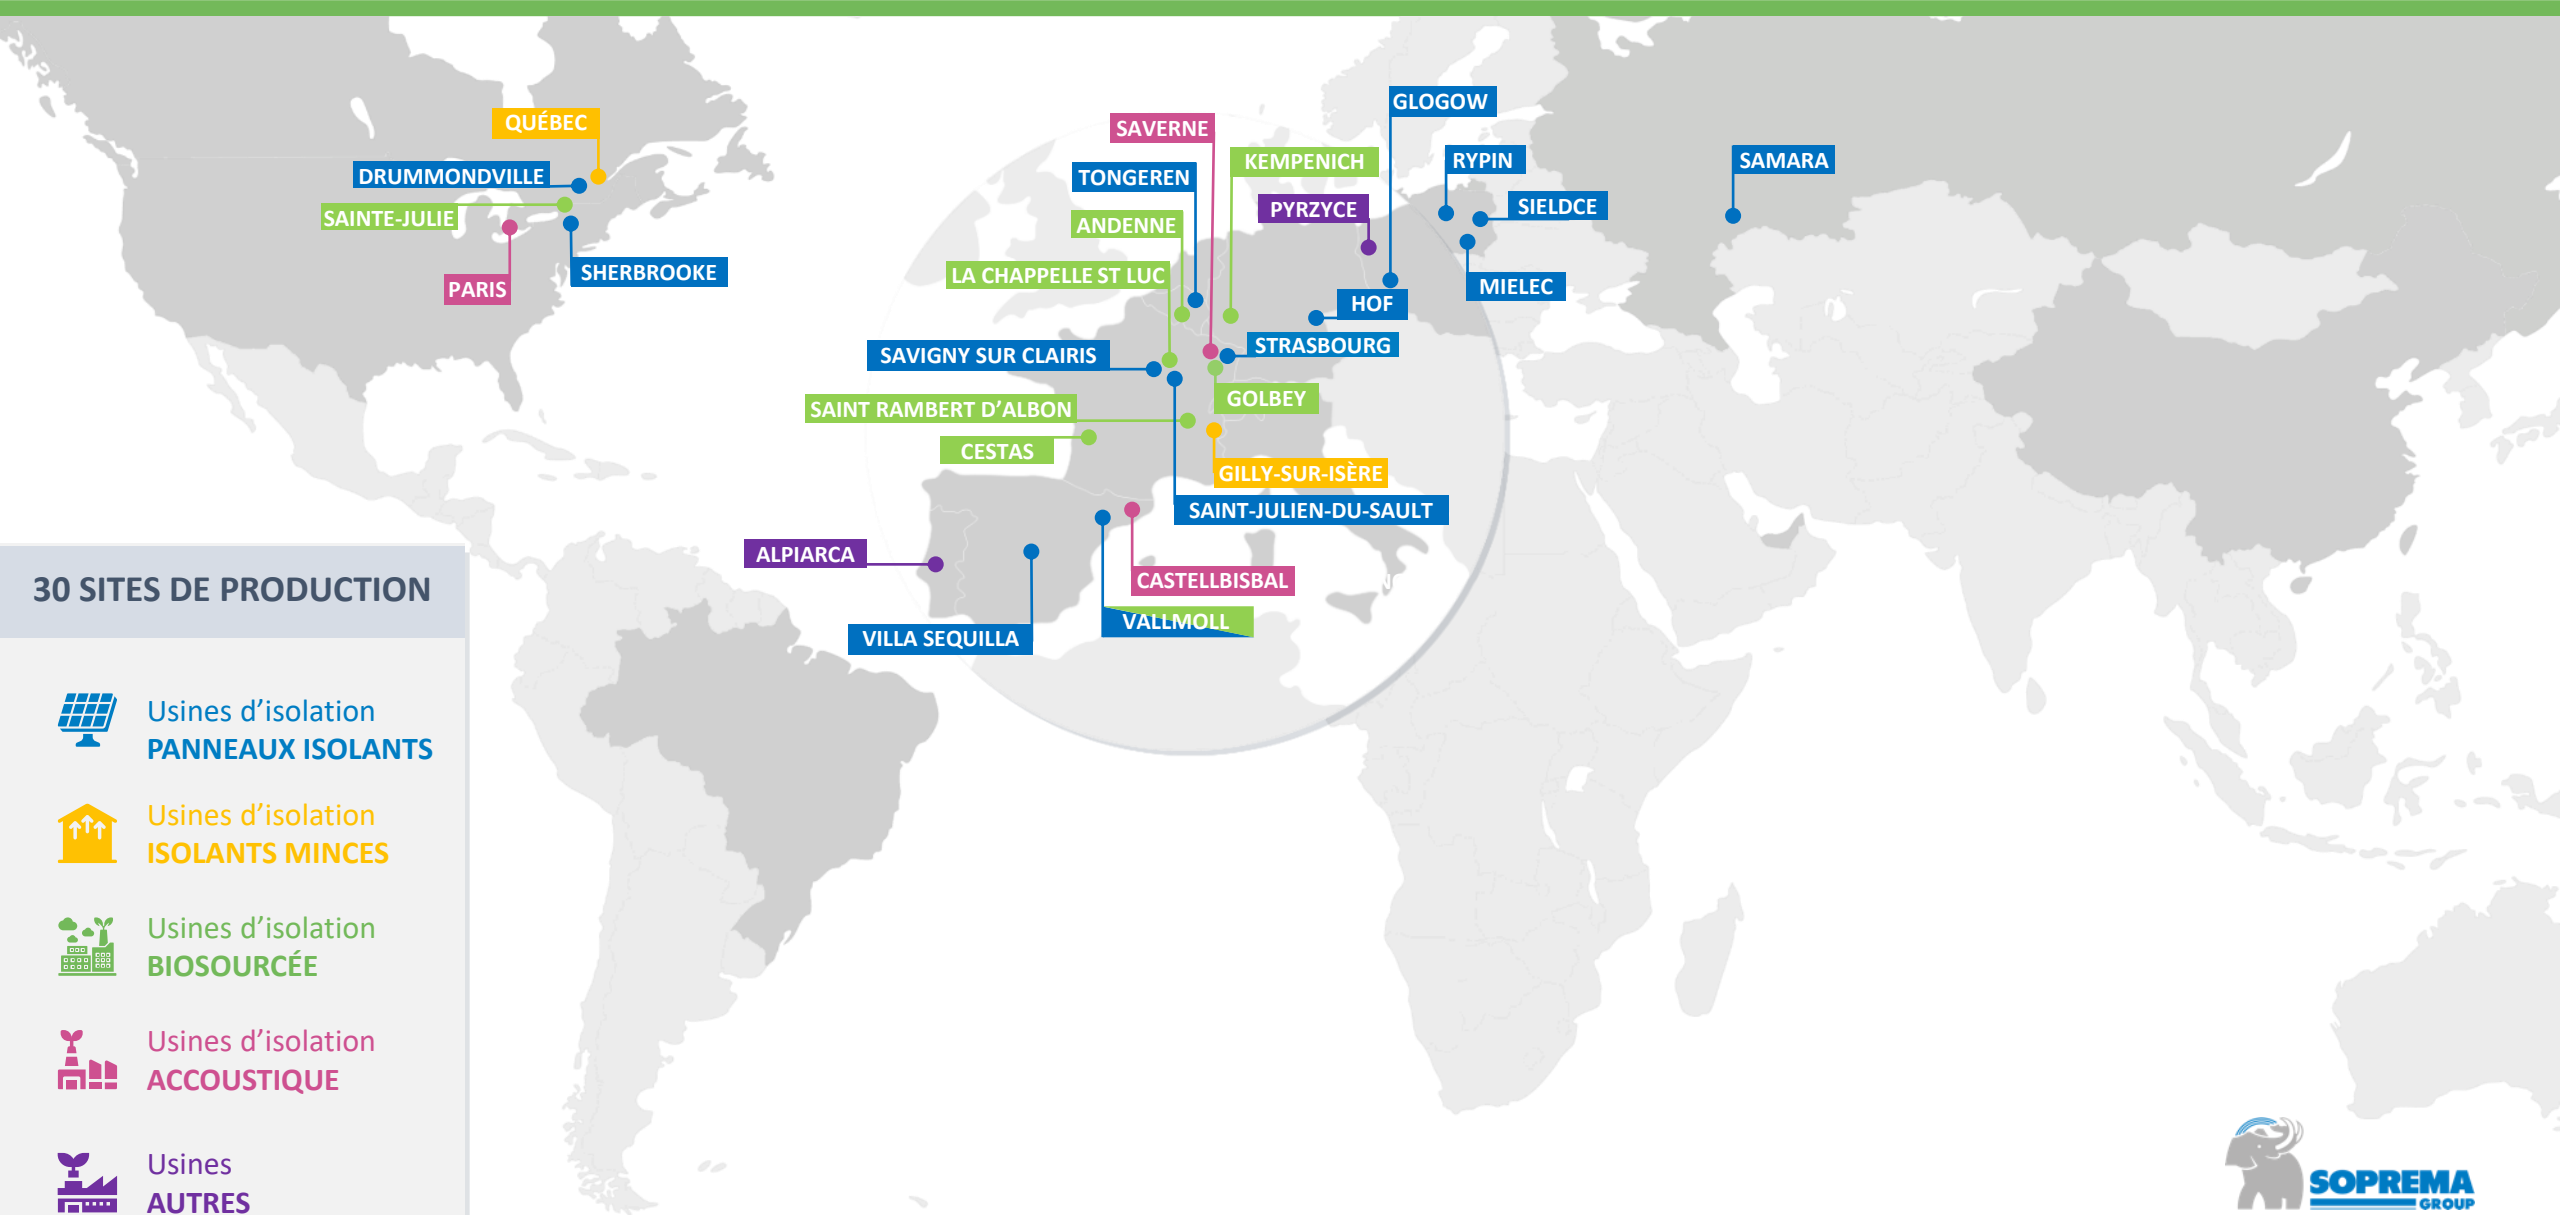 QUÉBEC
DRUMMONDVILLE
SAINTE-JULIE
PARIS
SHERBROOKE
SAVERNE
TONGEREN
KEMPENICH
ANDENNE
PYRZYCE
LA CHAPPELLE ST LUC
GLOGOW
RYPIN
SIELDCE
MIELEC
SAMARA
HOF
STRASBOURG
SAVIGNY SUR CLAIRIS
GOLBEY
SAINT RAMBERT D’ALBON
CESTAS
GILLY-SUR-ISÈRE
SAINT-JULIEN-DU-SAULT
ALPIARCA
CASTELLBISBAL
VALLMOLL
VILLA SEQUILLA
30 SITES DE PRODUCTION
Usines d’isolation
PANNEAUX ISOLANTS
Usines d’isolation
ISOLANTS MINCES
Usines d’isolation
BIOSOURCÉE
Usines d’isolation
ACCOUSTIQUE
Usines
AUTRES
SOPREMA
GROUP